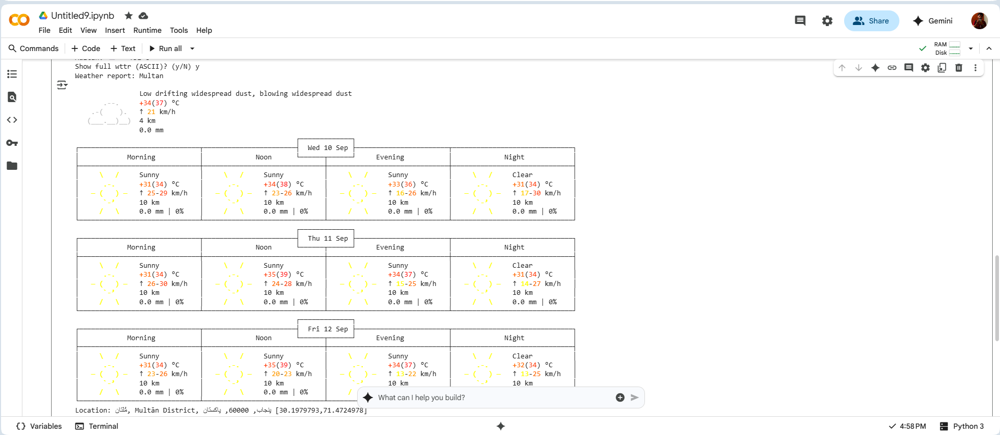 Untitled9.ipynb
File Edit View Insert Runtime Tools Help
Share
Gemini
Commands + Code + Text Run all
RAM
Disk
Show full wttr (ASCII)? (y/N) y
Weather report: Multan
Low drifting widespread dust, blowing widespread dust
+34(37) °C
↑ 21 km/h
4 km
0.0 mm
Wed 10 Sep
Morning Noon Evening Night
Sunny Sunny Sunny Clear
+31(34) °C +34(38) °C +33(36) °C +31(34) °C
↑ 25-29 km/h ↑ 23-26 km/h ↑ 16-26 km/h ↑ 17-30 km/h
10 km 10 km 10 km 10 km
0.0 mm | 0% 0.0 mm | 0% 0.0 mm | 0% 0.0 mm | 0%
Thu 11 Sep
Morning Noon Evening Night
Sunny Sunny Sunny Clear
+31(34) °C +35(39) °C +34(37) °C +31(34) °C
↑ 26-30 km/h ↑ 24-28 km/h ↑ 15-25 km/h ↑ 14-27 km/h
10 km 10 km 10 km 10 km
0.0 mm | 0% 0.0 mm | 0% 0.0 mm | 0% 0.0 mm | 0%
Fri 12 Sep
Morning Noon Evening Night
Sunny Sunny Sunny Clear
+31(34) °C +35(39) °C +34(37) °C +32(34) °C
↑ 23-26 km/h ↑ 20-23 km/h ↑ 13-22 km/h ↑ 13-25 km/h
10 km 10 km 10 km 10 km
0.0 mm | 0% 0.0 mm | 0%
What can I help you build?
Location: مُلتان, Multān District, پنجاب, 60000, پاکستان [30.1979793,71.4724978]
Variables Terminal
4:58 PM Python 3